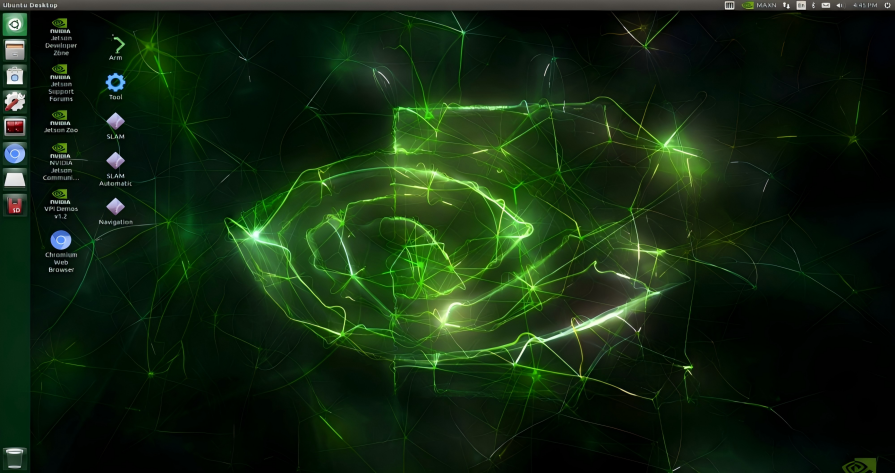 Ubuntu Desktop
MAXN
En
4:45 PM
NVIDIA
Jetson
Developer
Zone
NVIDIA
Jetson
Support
Forums
NVIDIA
Jetson Zoo
NVIDIA
NVIDIA
Jetson
Communi...
NVIDIA
VPI Demos
v1.2
Chromium
Web
Browser
Arm
Tool
SLAM
SLAM
Automatic
Navigation